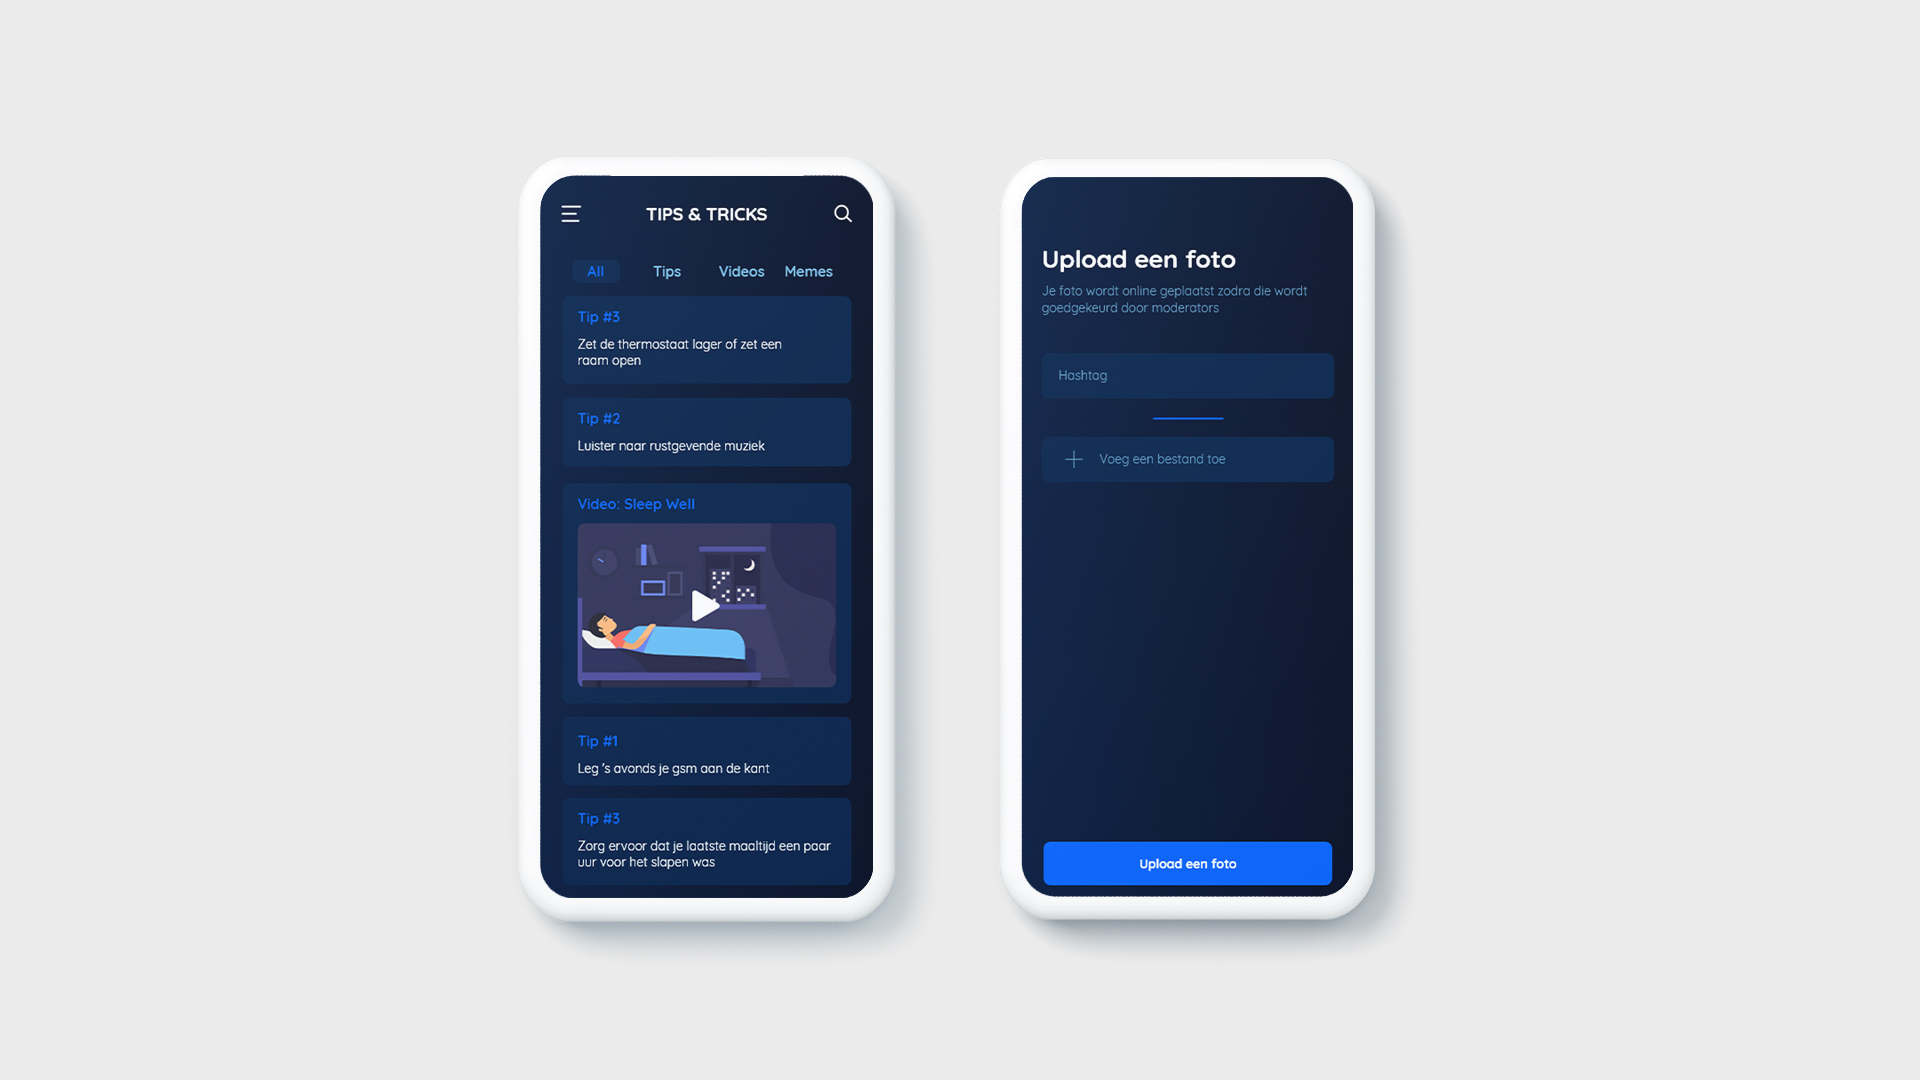 TIPS & TRICKS
All Tips Videos Memes
Tip #3
Zet de thermostaat lager of zet een
raam open
Tip #2
Luister naar rustgevende muziek
Video: Sleep Well
Tip #1
Leg 's avonds je gsm aan de kant
Tip #3
Zorg ervoor dat je laatste maaltijd een paar
uur voor het slapen was
Upload een foto
Je foto wordt online geplaatst zodra die wordt
goedgekeurd door moderators
Hashtag
Voeg een bestand toe
Upload een foto